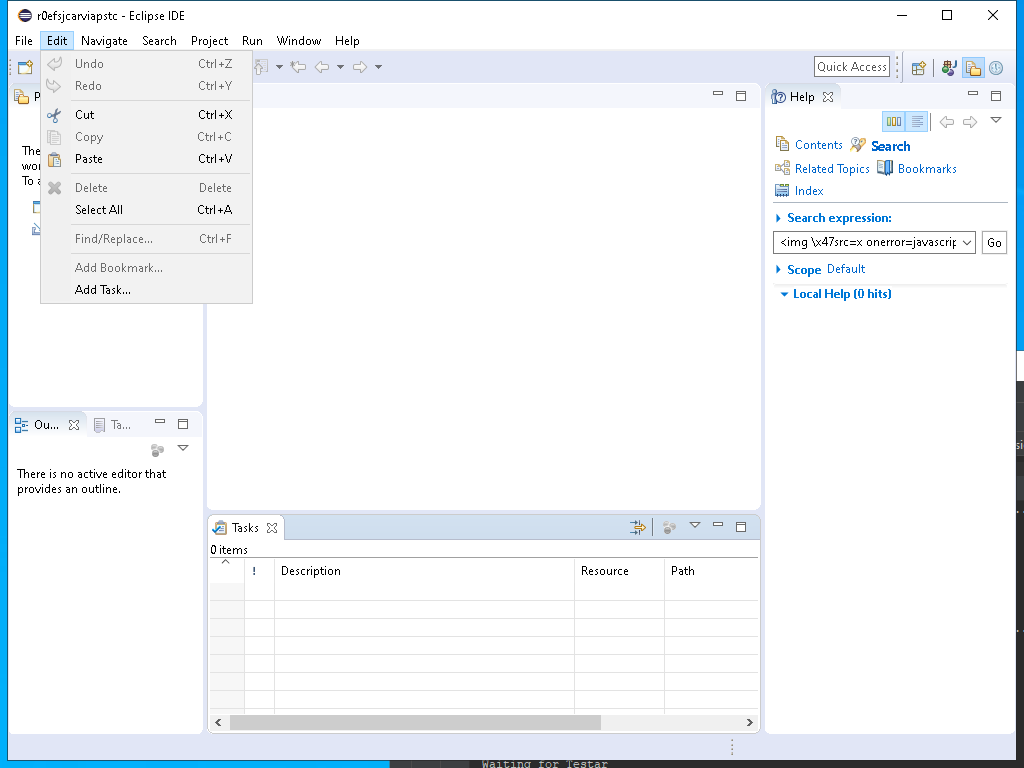 r0efsjcarviapstc - Eclipse IDE
File Edit Navigate Search Project Run Window Help
Undo Ctrl+Z
Redo Ctrl+Y
Cut Ctrl+X
Copy Ctrl+C
Paste Ctrl+V
Delete Delete
Select All Ctrl+A
Find/Replace... Ctrl+F
Add Bookmark...
Add Task...
Quick Access
P
The
wor
To a
Ou...
Ta...
There is no active editor that
provides an outline.
Tasks
0 items
! Description Resource Path
Help
Contents Search
Related Topics Bookmarks
Index
Search expression:
<img \x47src=x onerror=javascrip
Go
Scope Default
Local Help (0 hits)
si
Waiting for Testar